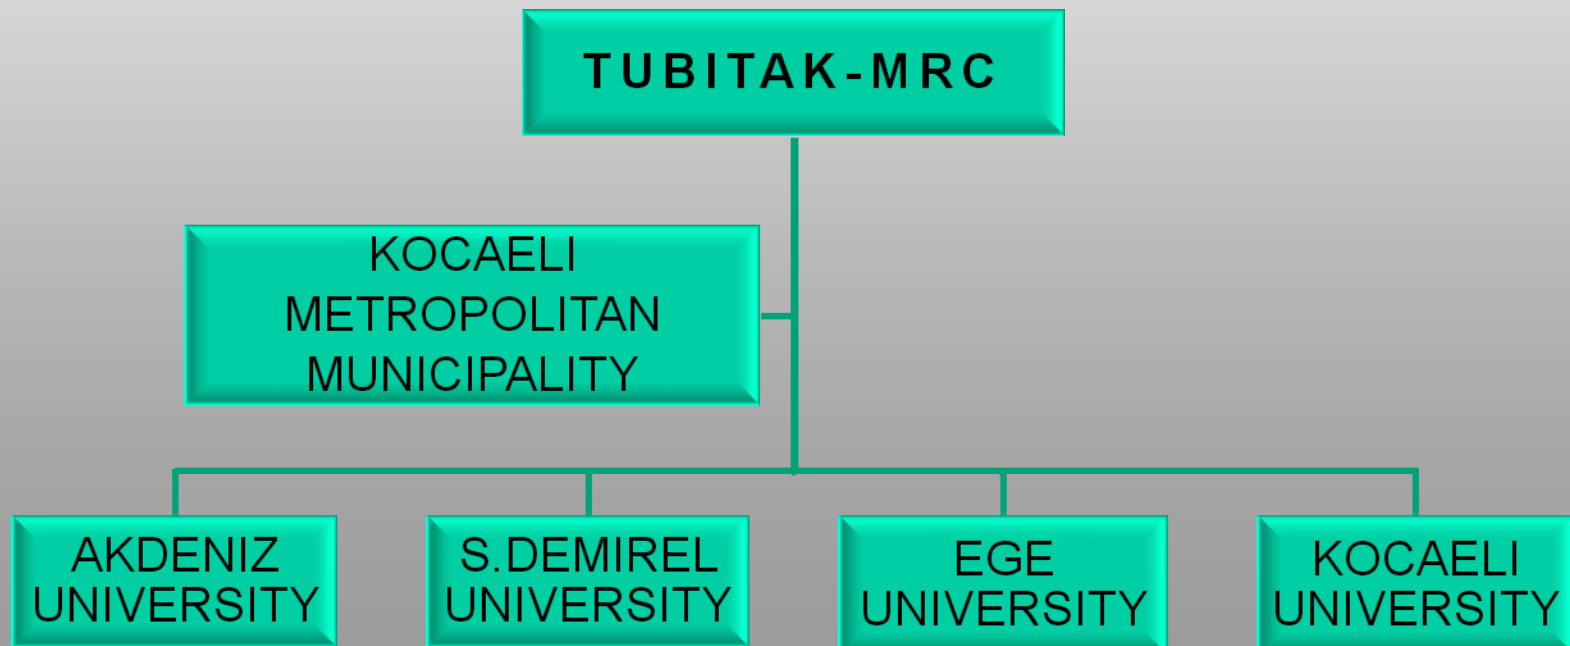 TUBITAK-MRC
KOCAELI
METROPOLITAN
MUNICIPALITY
AKDENIZ
UNIVERSITY
S.DEMIREL
UNIVERSITY
EGE
UNIVERSITY
KOCAELI
UNIVERSITY